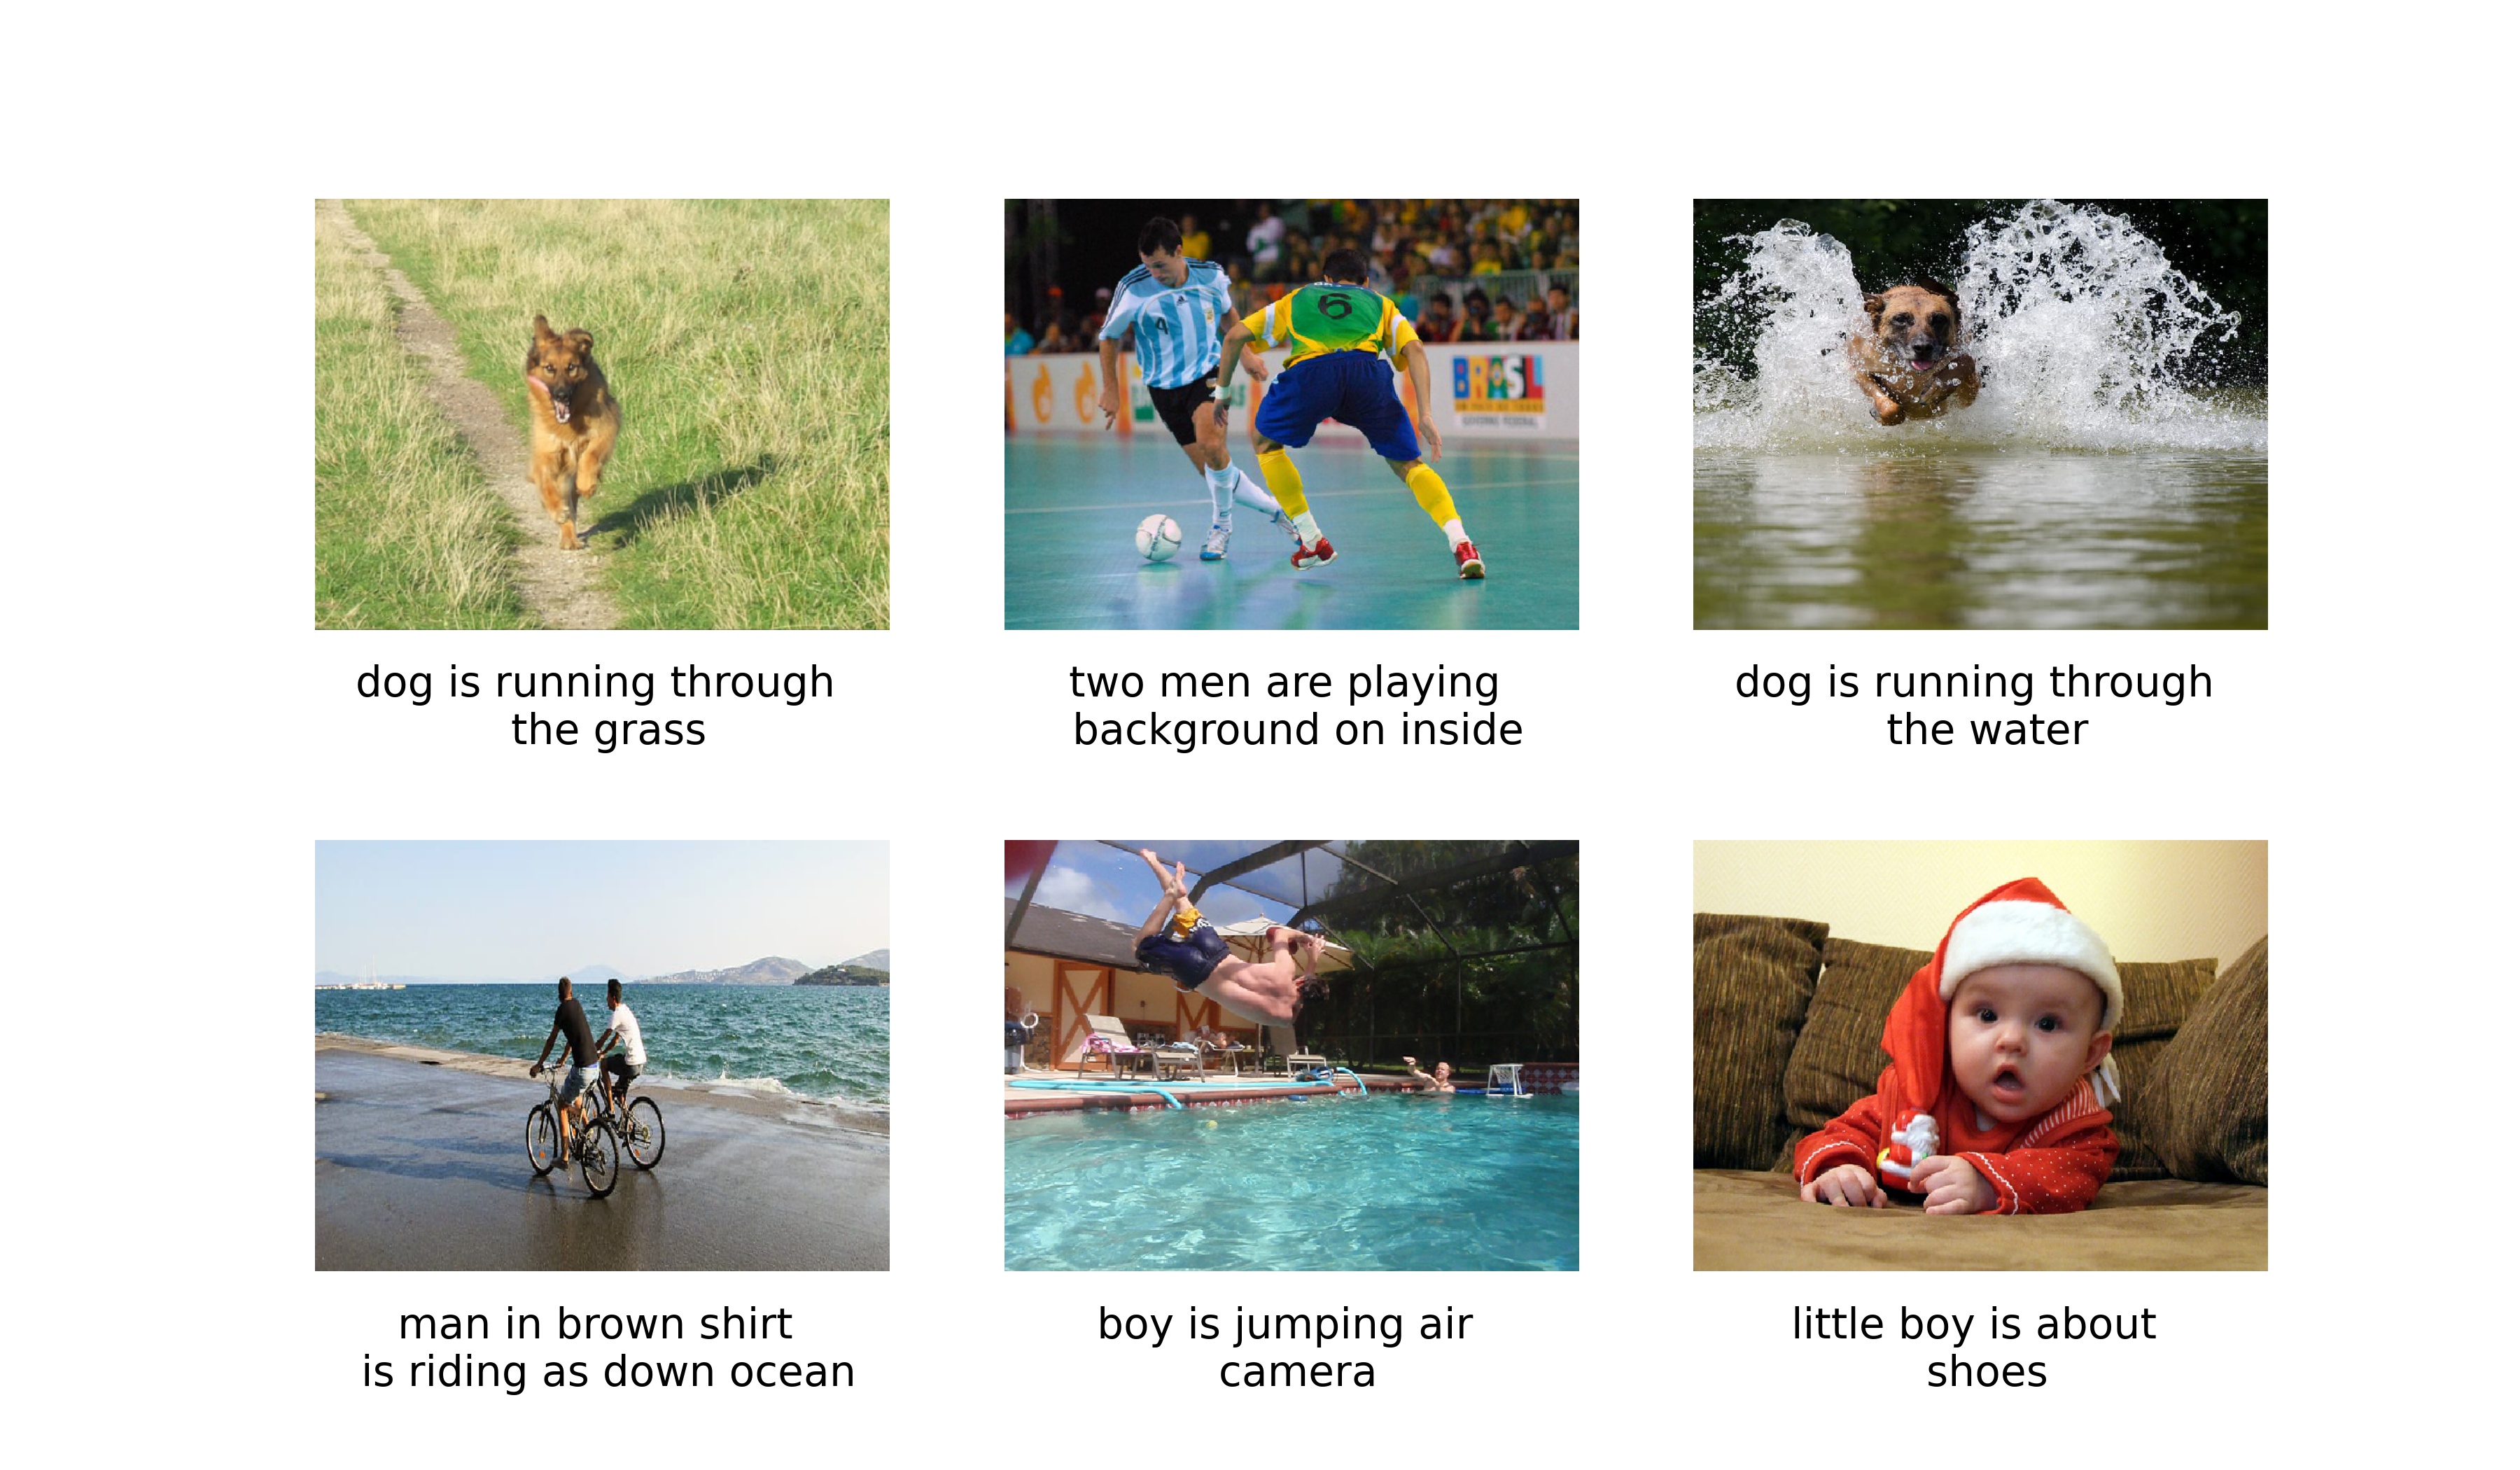 4
6
BRASIL
dog is running through
the grass
two men are playing
background on inside
dog is running through
the water
man in brown shirt
is riding as down ocean
boy is jumping air
camera
little boy is about
shoes